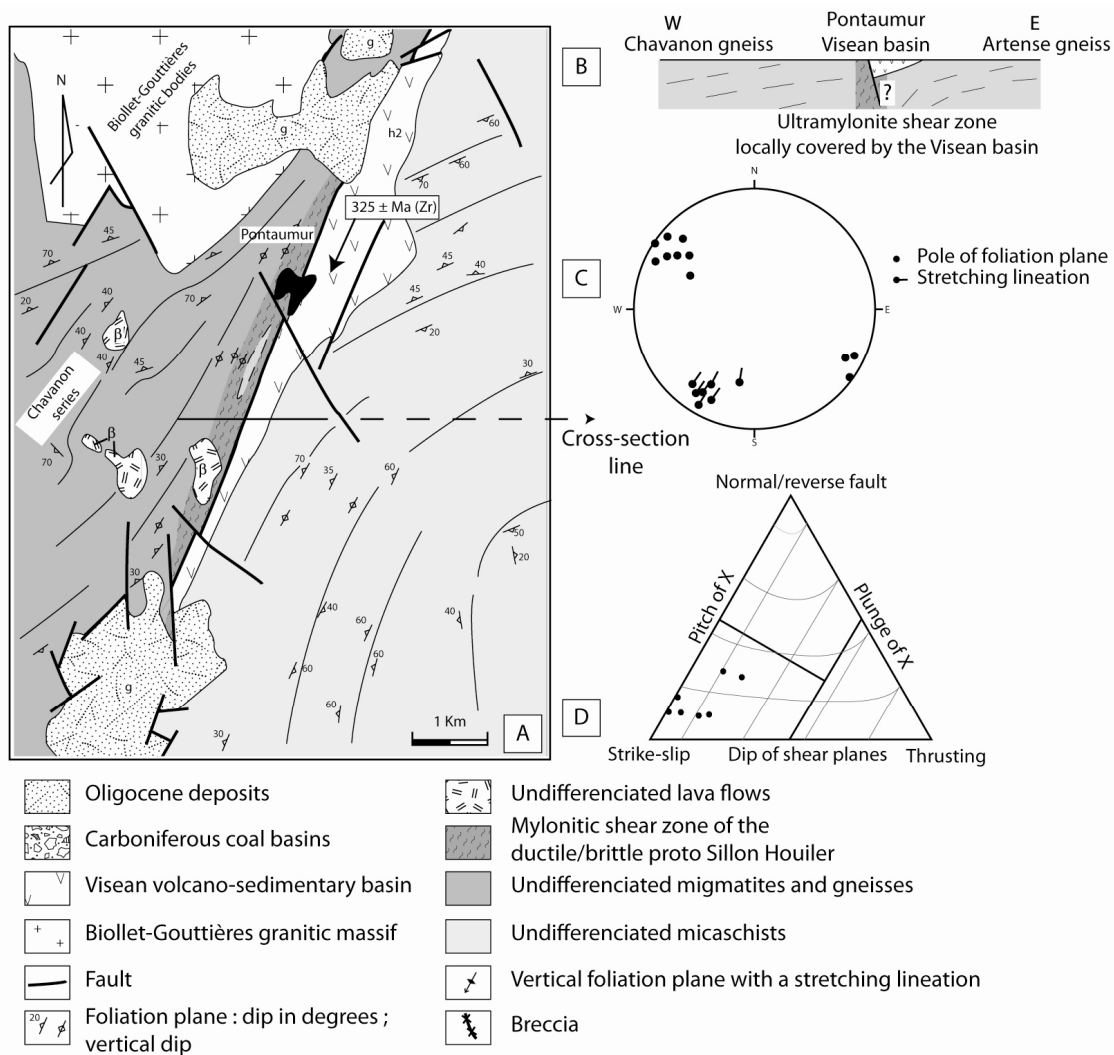 N
Biollet-Gouttières
granitic bodies
g
g
h2
60
60
70
325 ± Ma (Zr)
Pontaumur
45
70
70
45
40
45
20
40
β
40
40
45
20
30
Chavanon
series
β
70
30
β
70
35
60
50
20
30
40
60
40
60
60
60
30
g
1 Km
A
B
W
Chavanon gneiss
Pontaumur
Visean basin
E
Artense gneiss
?
Ultramylonite shear zone
locally covered by the Visean basin
C
N
W
E
S
Pole of foliation plane
Stretching lineation
Cross-section
line
D
Normal/reverse fault
Pitch of X
Plunge of X
Strike-slip
Dip of shear planes
Thrusting
Oligocene deposits
Carboniferous coal basins
Visean volcano-sedimentary basin
Biollet-Gouttières granitic massif
Fault
20
Foliation plane : dip in degrees ;
vertical dip
Undifferenciated lava flows
Mylonitic shear zone of the
ductile/brittle proto Sillon Houiler
Undifferenciated migmatites and gneisses
Undifferenciated micaschists
Vertical foliation plane with a stretching lineation
Breccia